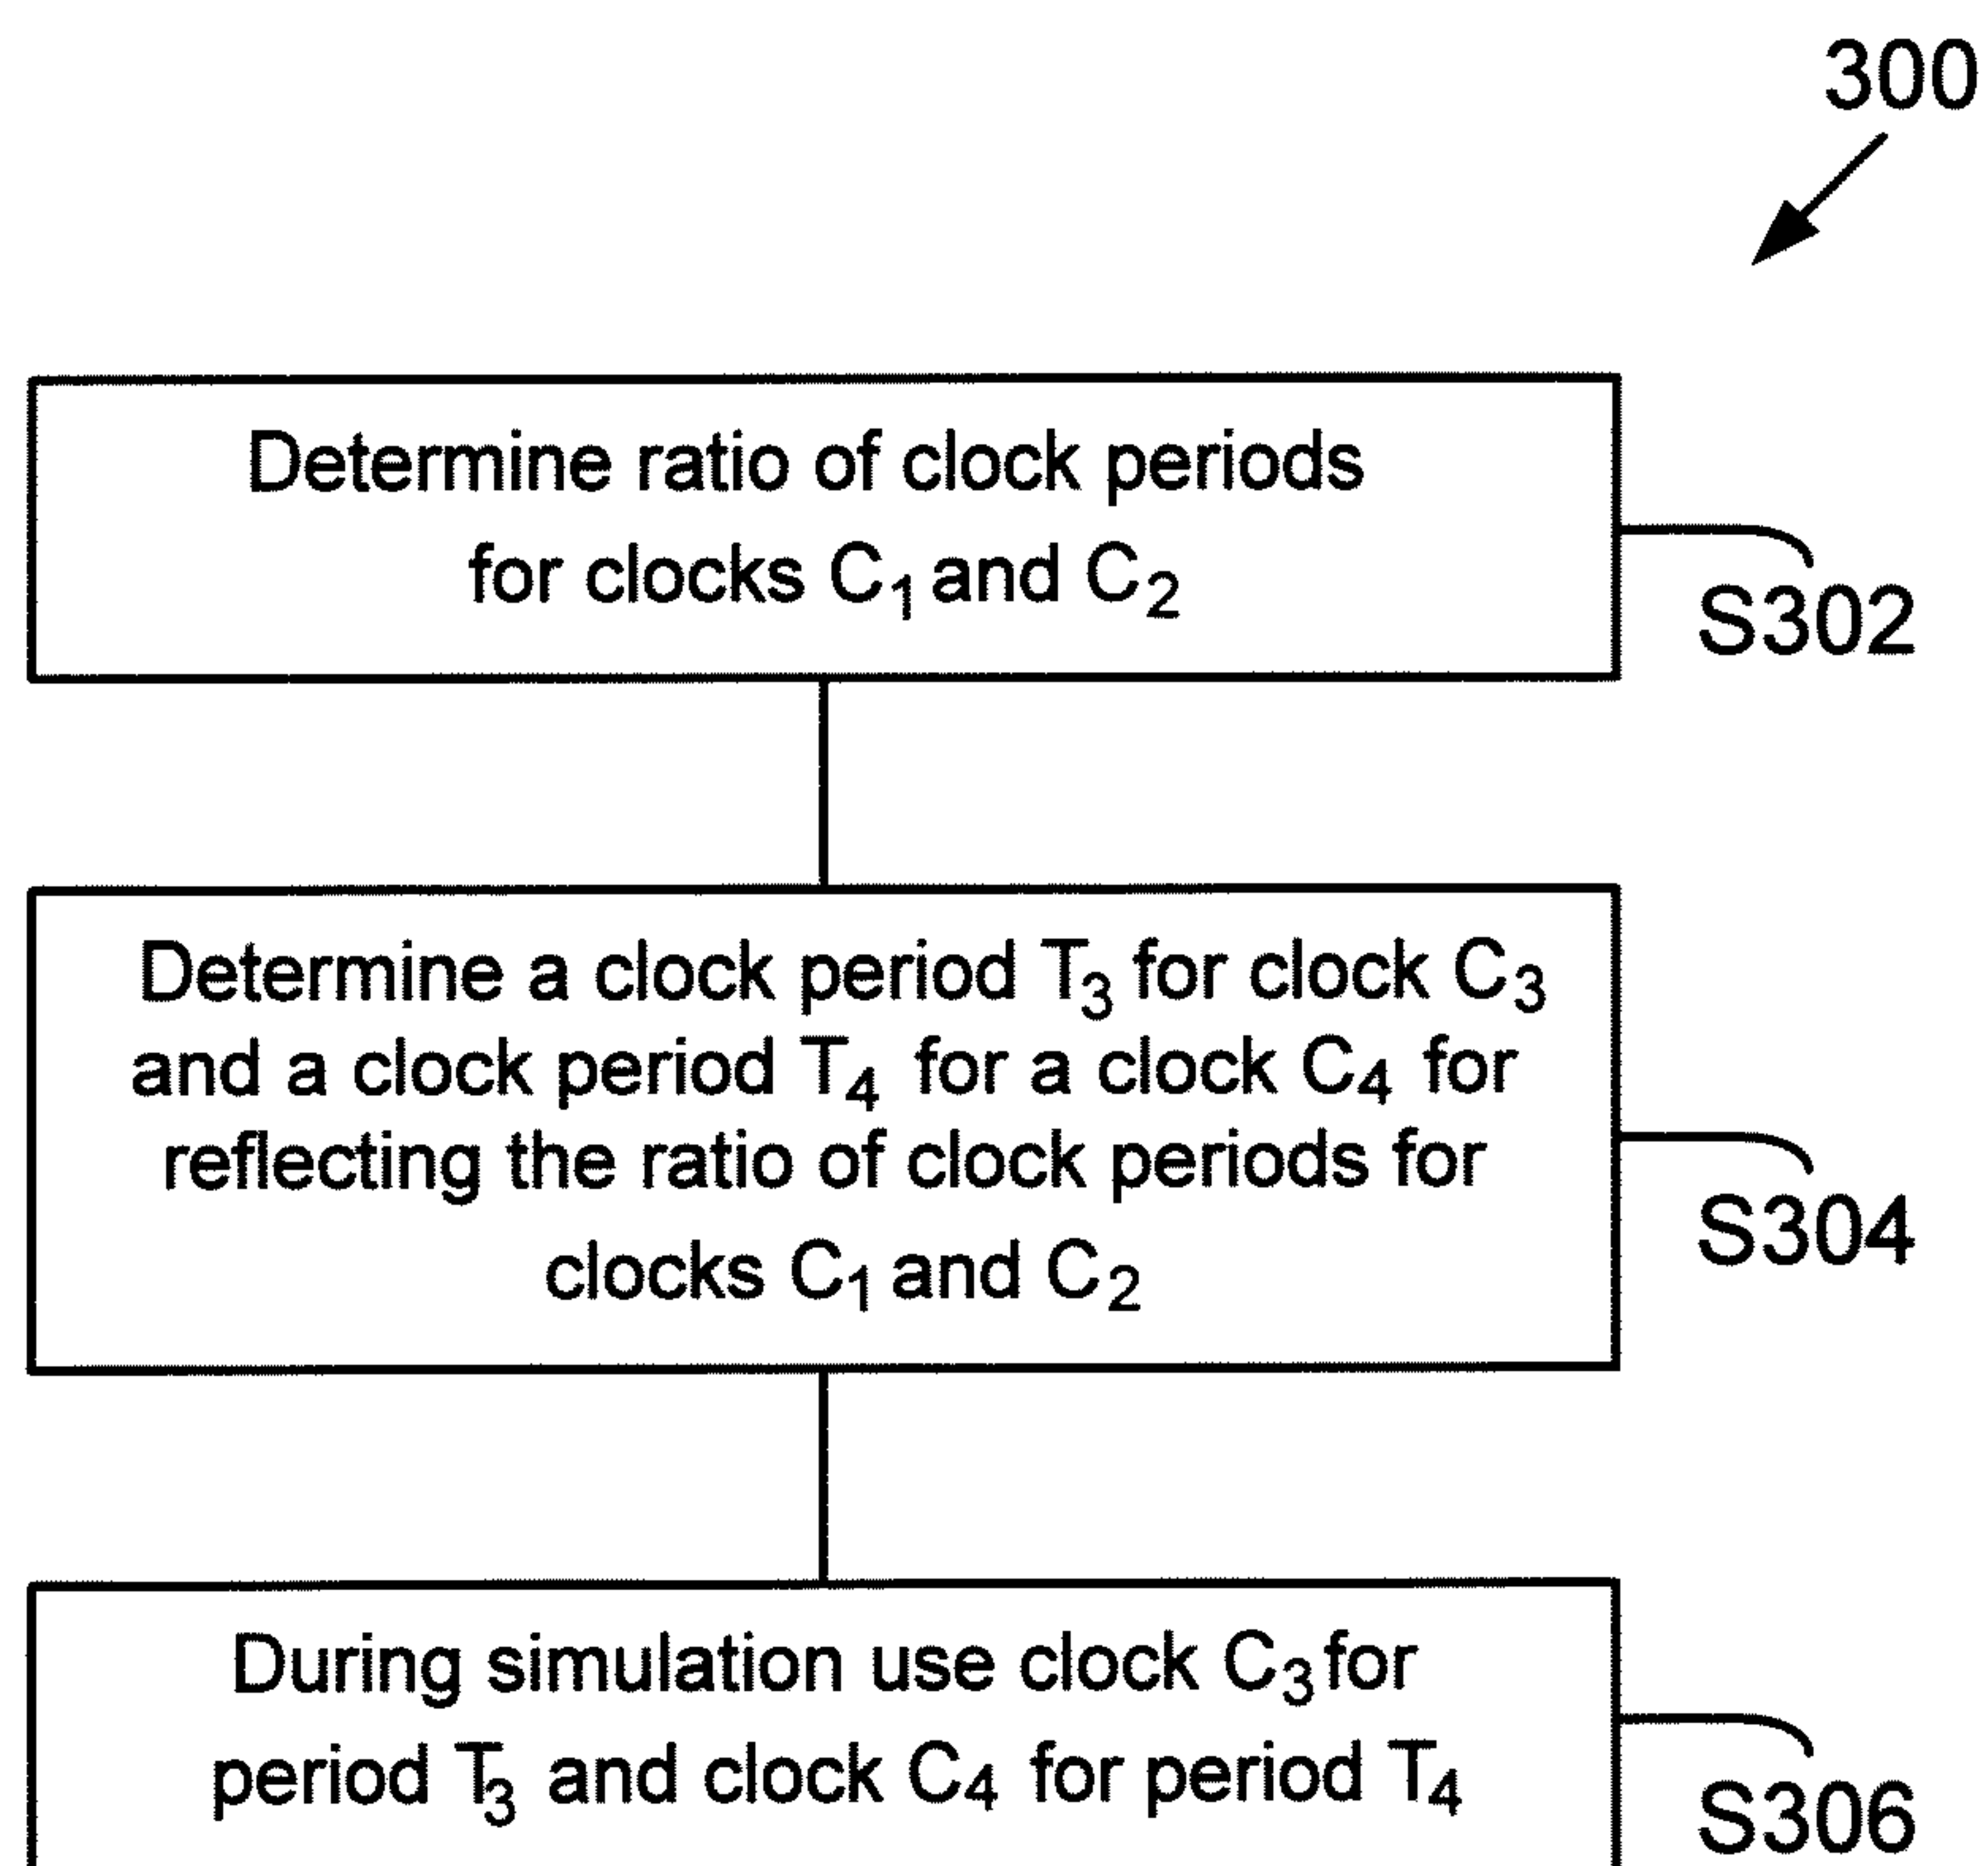 300
Determine ratio of clock periods
for clocks C₁ and C₂
S302
Determine a clock period T₃ for clock C₃
and a clock period T₄ for a clock C₄ for
reflecting the ratio of clock periods for
clocks C₁ and C₂
S304
During simulation use clock C₃ for
period T₃ and clock C₄ for period T₄
S306